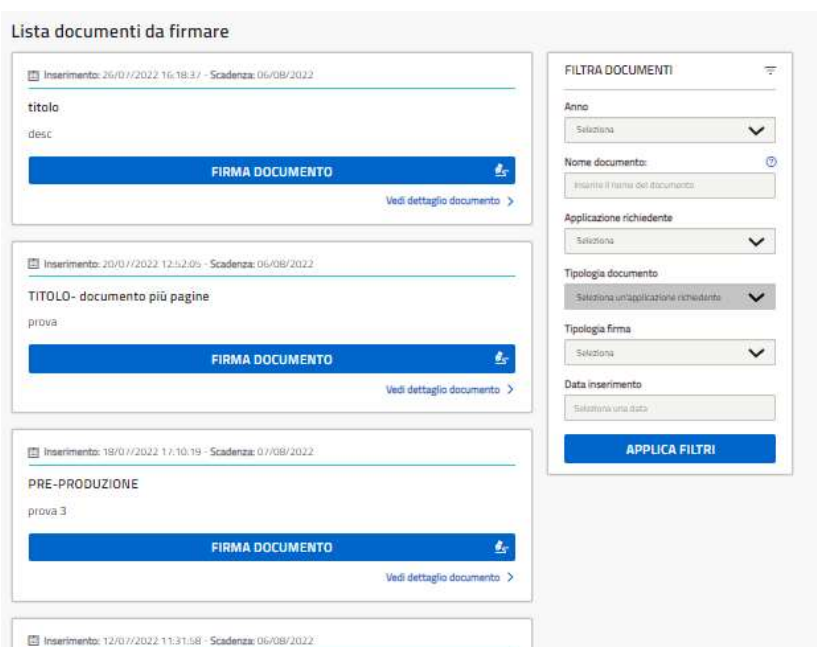 Lista documenti da firmare
Inserimento: 26/07/2022 16:18:37 - Scadenza: 06/08/2022
titolo
desc
FIRMA DOCUMENTO
Vedi dettaglio documento
Inserimento: 20/07/2022 12:52:05 - Scadenza: 06/08/2022
TITOLO- documento più pagine
prova
FIRMA DOCUMENTO
Vedi dettaglio documento
Inserimento: 18/07/2022 17:10:19 - Scadenza: 07/08/2022
PRE-PRODUZIONE
prova 3
FIRMA DOCUMENTO
Vedi dettaglio documento
Inserimento: 12/07/2022 11:31:58 - Scadenza: 06/08/2022
FILTRA DOCUMENTI
Anno
Seleziona
Nome documento:
Inserire il nome del documento
Applicazione richiedente
Seleziona
Tipologia documento
Seleziona un'applicazione richiedente
Tipologia firma
Seleziona
Data inserimento
Seleziona una data
APPLICA FILTRI